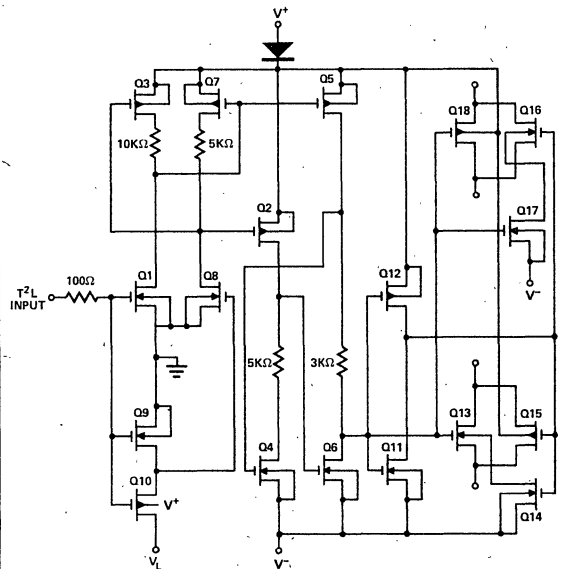 V+
Q3
Q7
Q5
Q18
Q16
10KΩ
5KΩ
Q2
Q17
Q1
Q8
Q12
V-
T²L
INPUT
100Ω
5KΩ
3KΩ
Q9
Q13
Q15
Q4
Q6
Q11
Q10
V+
Q14
VL
V-